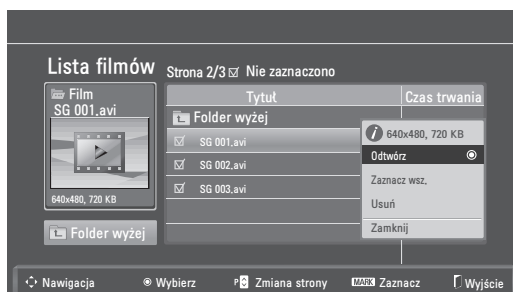 Lista filmów
Strona 2/3 Nie zaznaczono
Film
SG 001.avi
640x480, 720 KB
Folder wyżej
Tytuł Czas trwania
Folder wyżej
SG 001.avi
SG 002.avi
SG 003.avi
640x480, 720 KB
Odtwórz
Zaznacz wsz.
Usuń
Zamknij
Nawigacja Wybierz P Zmiana strony MARK Zaznacz Wyjście